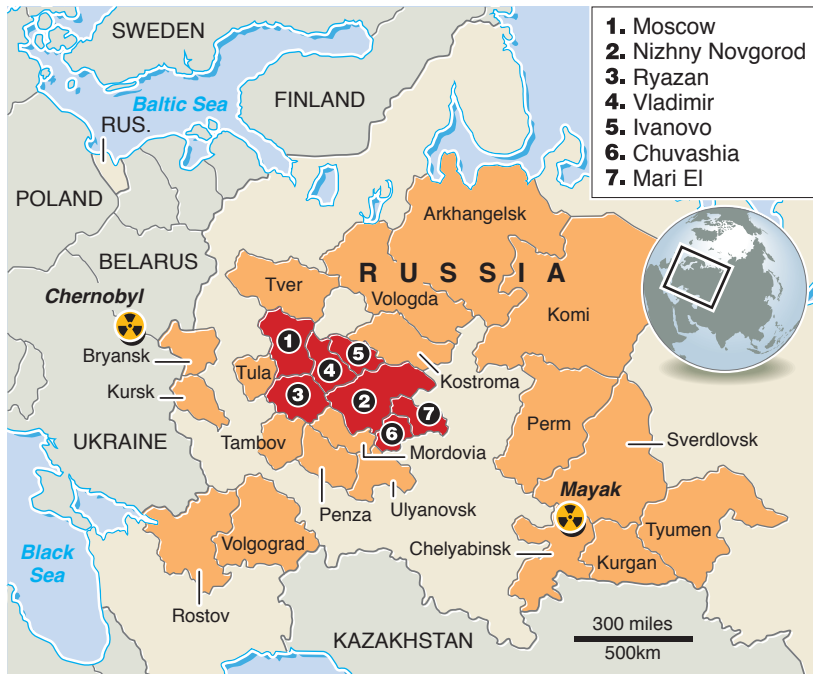 1. Moscow
2. Nizhny Novgorod
3. Ryazan
4. Vladimir
5. Ivanovo
6. Chuvashia
7. Mari El
SWEDEN
Baltic Sea
FINLAND
RUS.
POLAND
Arkhangelsk
BELARUS
RUSSIA
Tver
Chernobyl
Vologda
Komi
1
5
Bryansk
4
Tula
Kostroma
Kursk
3
2
7
Perm
6
UKRAINE
Tambov
Mordovia
Sverdlovsk
Mayak
Penza
Ulyanovsk
Tyumen
Volgograd
Chelyabinsk
Black
Sea
Kurgan
Rostov
KAZAKHSTAN
300 miles
500km